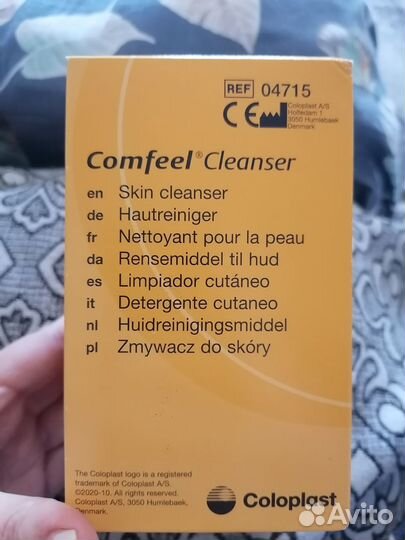 REF 04715
CE
Coloplast A/S
Holtedam 1
3050 Humlebaek
Denmark
Comfeel® Cleanser
en Skin cleanser
de Hautreiniger
fr Nettoyant pour la peau
da Rensemiddel til hud
es Limpiador cutáneo
it Detergente cutaneo
nl Huidreinigingsmiddel
pl Zmywacz do skóry
The Coloplast logo is a registered
trademark of Coloplast A/S.
©2020-10. All rights reserved.
Coloplast A/S, 3050 Humlebaek, Denmark
Coloplast
Avito